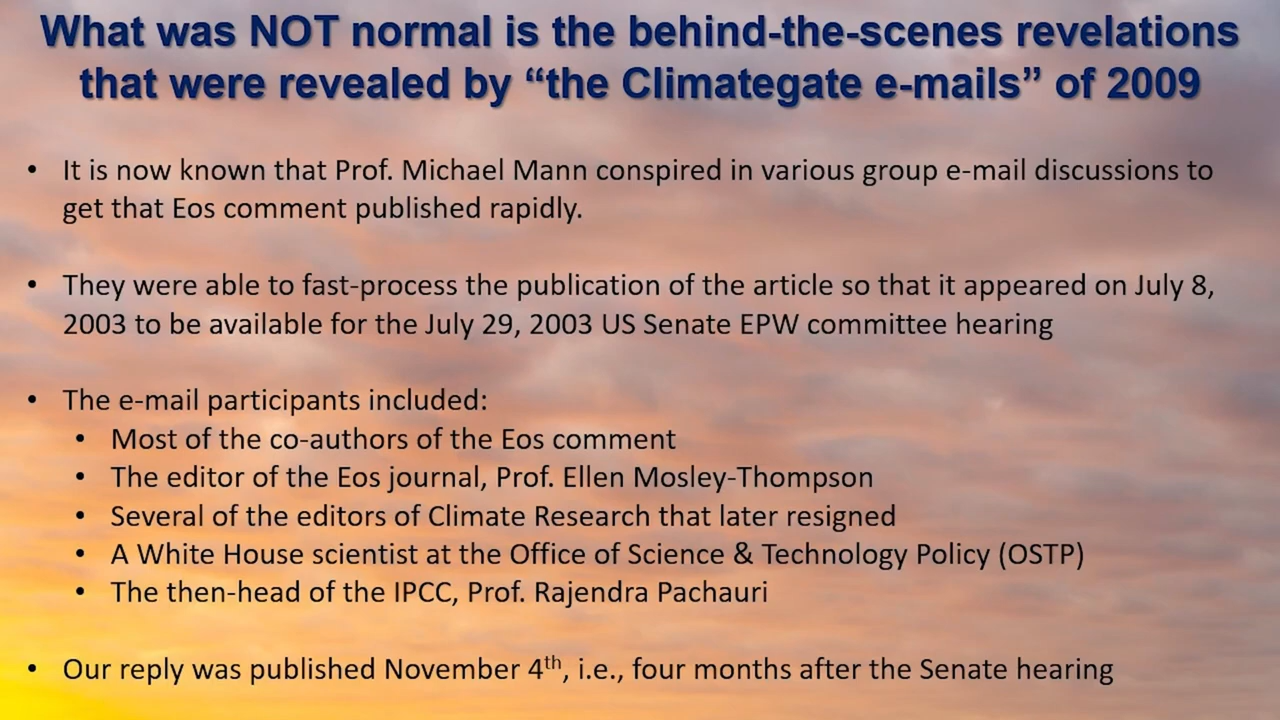 What was NOT normal is the behind-the-scenes revelations
that were revealed by “the Climategate e-mails” of 2009
• It is now known that Prof. Michael Mann conspired in various group e-mail discussions to
get that Eos comment published rapidly.
• They were able to fast-process the publication of the article so that it appeared on July 8,
2003 to be available for the July 29, 2003 US Senate EPW committee hearing
• The e-mail participants included:
• Most of the co-authors of the Eos comment
• The editor of the Eos journal, Prof. Ellen Mosley-Thompson
• Several of the editors of Climate Research that later resigned
• A White House scientist at the Office of Science & Technology Policy (OSTP)
• The then-head of the IPCC, Prof. Rajendra Pachauri
• Our reply was published November 4th, i.e., four months after the Senate hearing